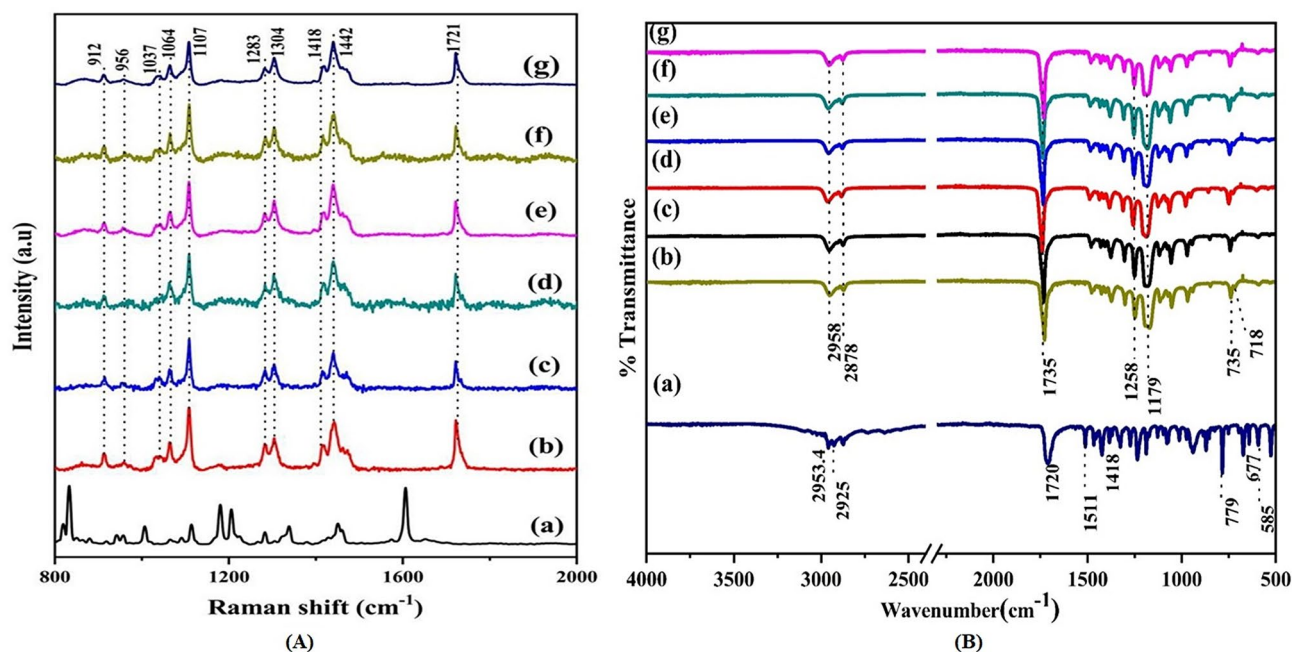 912
956
1037
1064
1107
1283
1304
1418
1442
1721
(g)
(f)
(e)
(d)
(c)
(b)
(a)
Intensity (a.u)
800
1200
1600
2000
Raman shift (cm⁻¹)
(A)
(g)
(f)
(e)
(d)
(c)
(b)
(a)
% Transmittance
2958
2878
1735
1258
1179
735
718
2953.4
2925
1720
1511
1418
779
677
585
4000
3500
3000
2500
2000
1500
1000
500
Wavenumber(cm⁻¹)
(B)